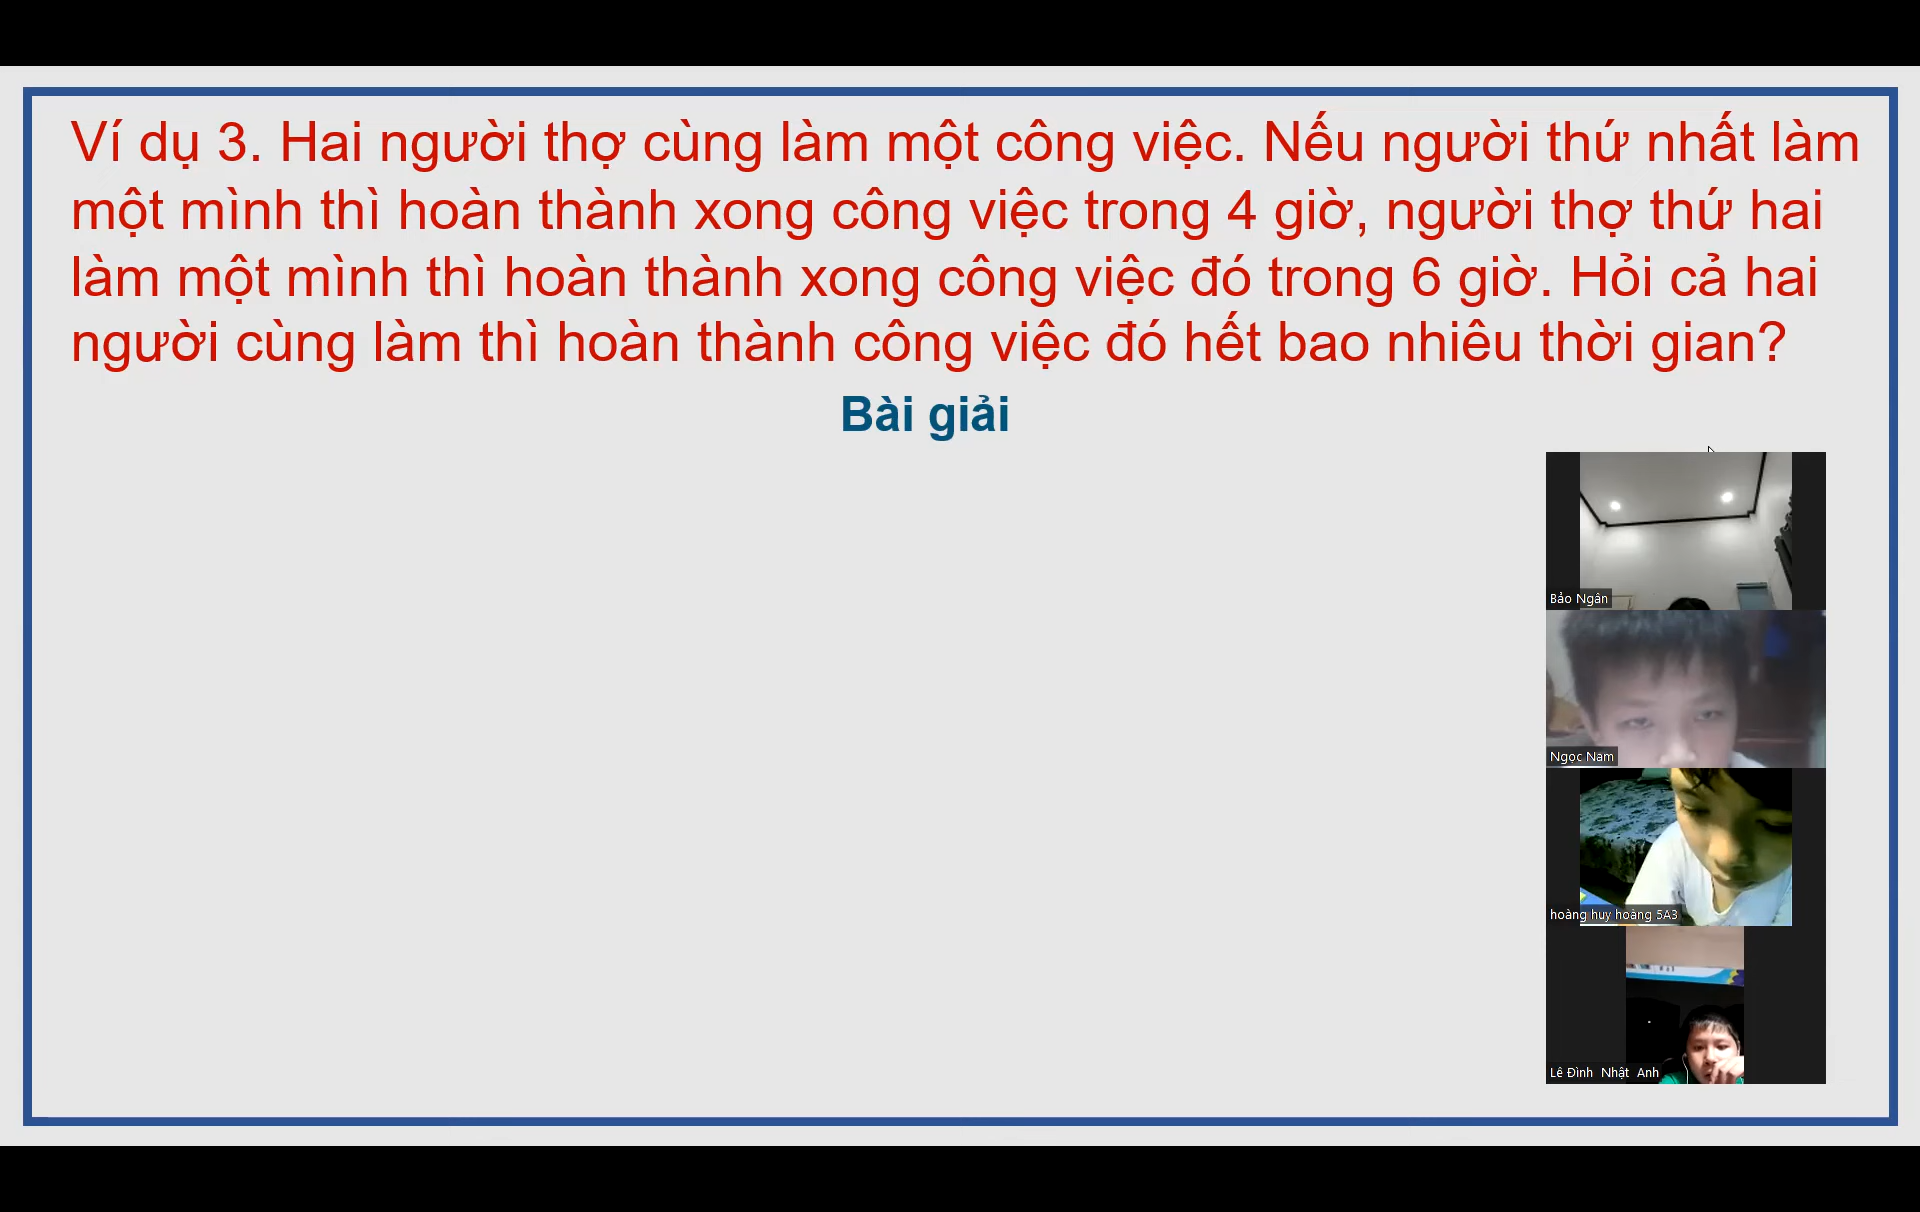 Ví dụ 3. Hai người thợ cùng làm một công việc. Nếu người thứ nhất làm
một mình thì hoàn thành xong công việc trong 4 giờ, người thợ thứ hai
làm một mình thì hoàn thành xong công việc đó trong 6 giờ. Hỏi cả hai
người cùng làm thì hoàn thành công việc đó hết bao nhiêu thời gian?
Bài giải
Bảo Ngân
Ngọc Nam
hoàng huy hoàng 5A3
Lê Đình Nhật Anh